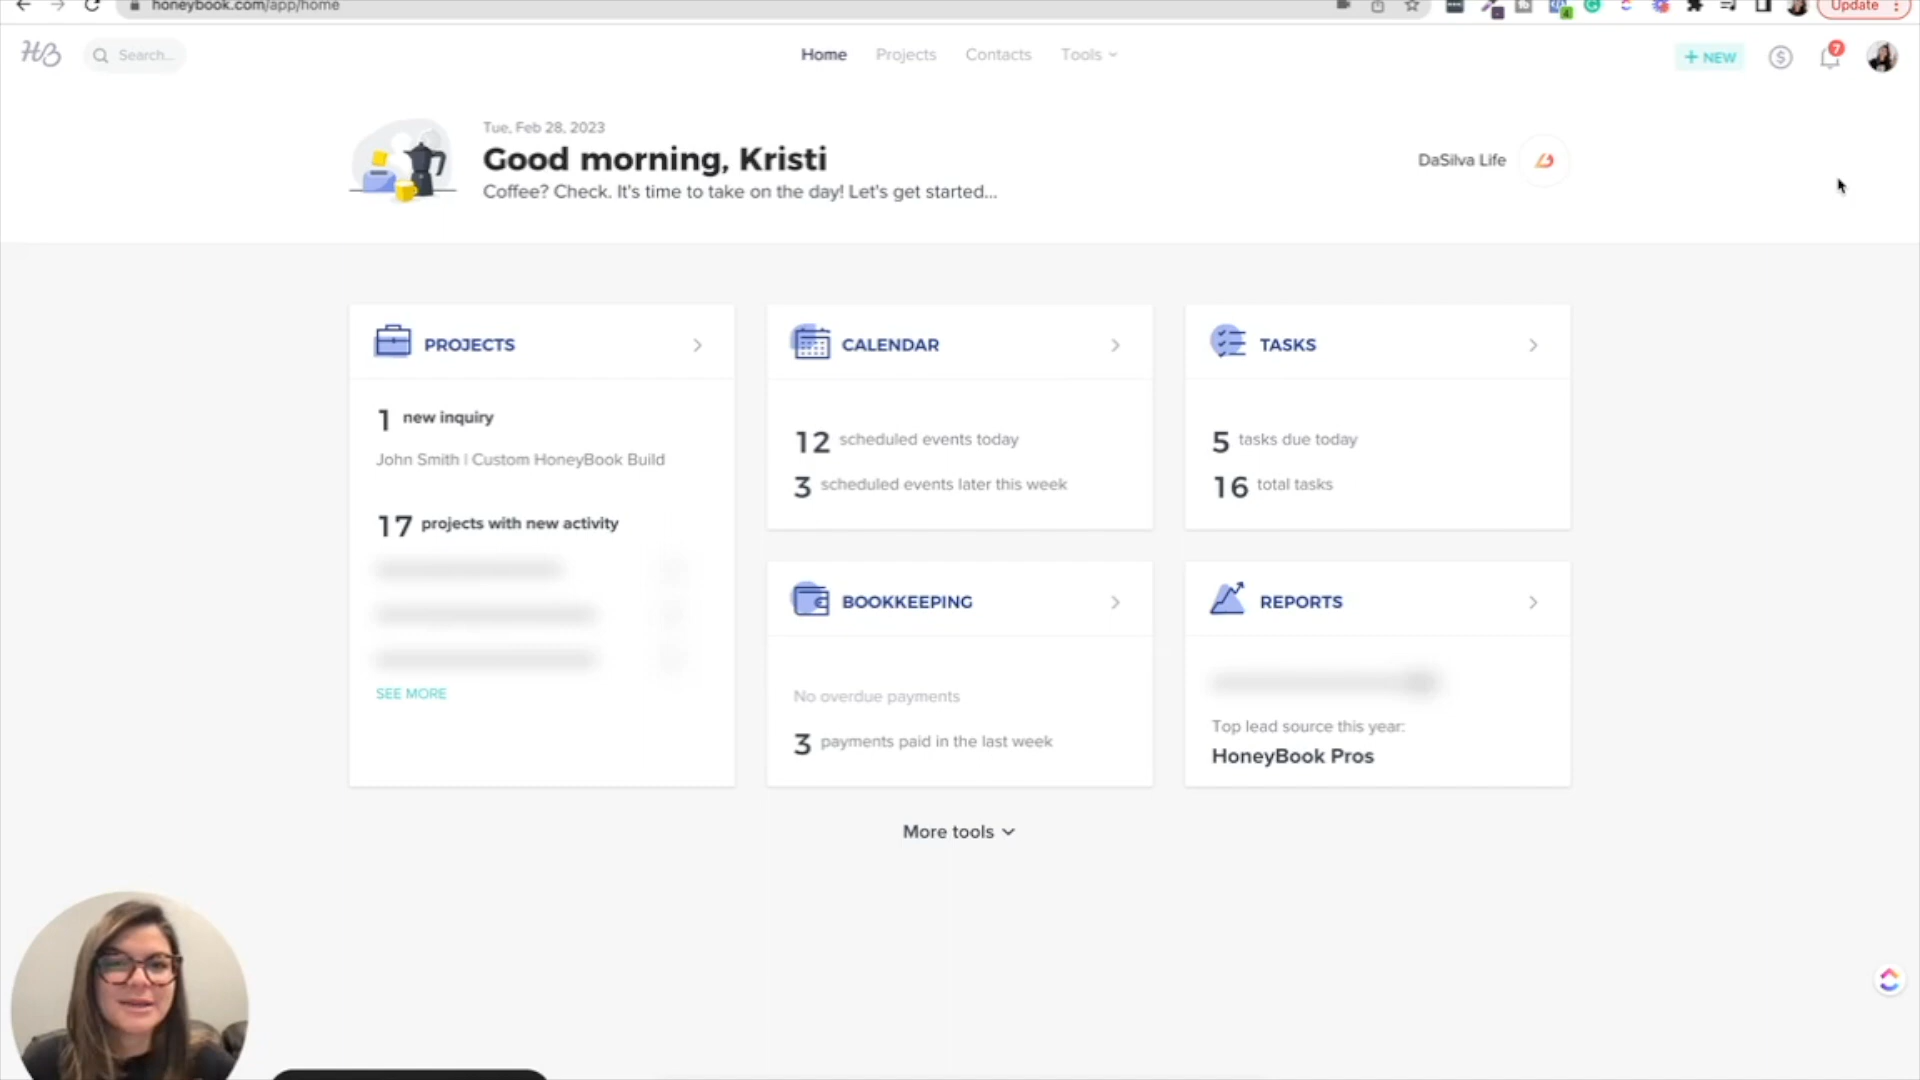 honeybook.com/app/home
Update
HB
Search...
Home
Projects
Contacts
Tools
+ NEW
7
Tue, Feb 28, 2023
Good morning, Kristi
Coffee? Check. It's time to take on the day! Let's get started...
DaSilva Life
PROJECTS
1 new inquiry
John Smith | Custom HoneyBook Build
17 projects with new activity
SEE MORE
CALENDAR
12 scheduled events today
3 scheduled events later this week
TASKS
5 tasks due today
16 total tasks
BOOKKEEPING
No overdue payments
3 payments paid in the last week
REPORTS
Top lead source this year:
HoneyBook Pros
More tools